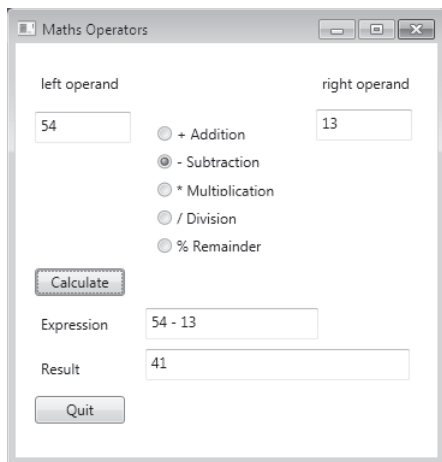 Maths Operators
left operand right operand
54 13
+ Addition
- Subtraction
* Multiplication
/ Division
% Remainder
Calculate
Expression 54 - 13
Result 41
Quit